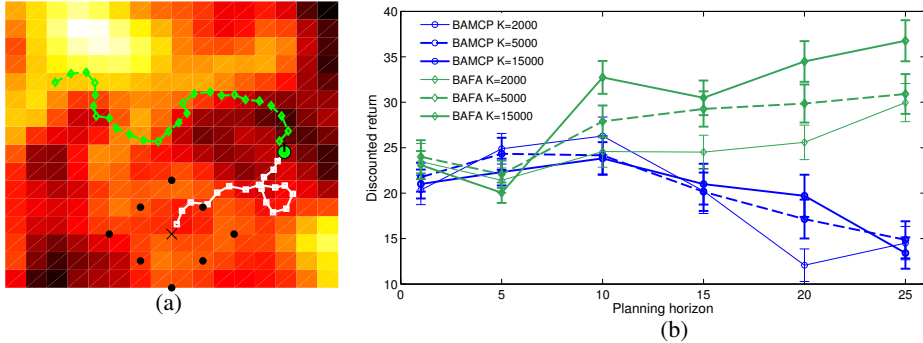 40
35
30
25
20
15
10
Discounted return
BAMCP K=2000
BAMCP K=5000
BAMCP K=15000
BAFA K=2000
BAFA K=5000
BAFA K=15000
0 5 10 15 20 25
Planning horizon
(a)
(b)